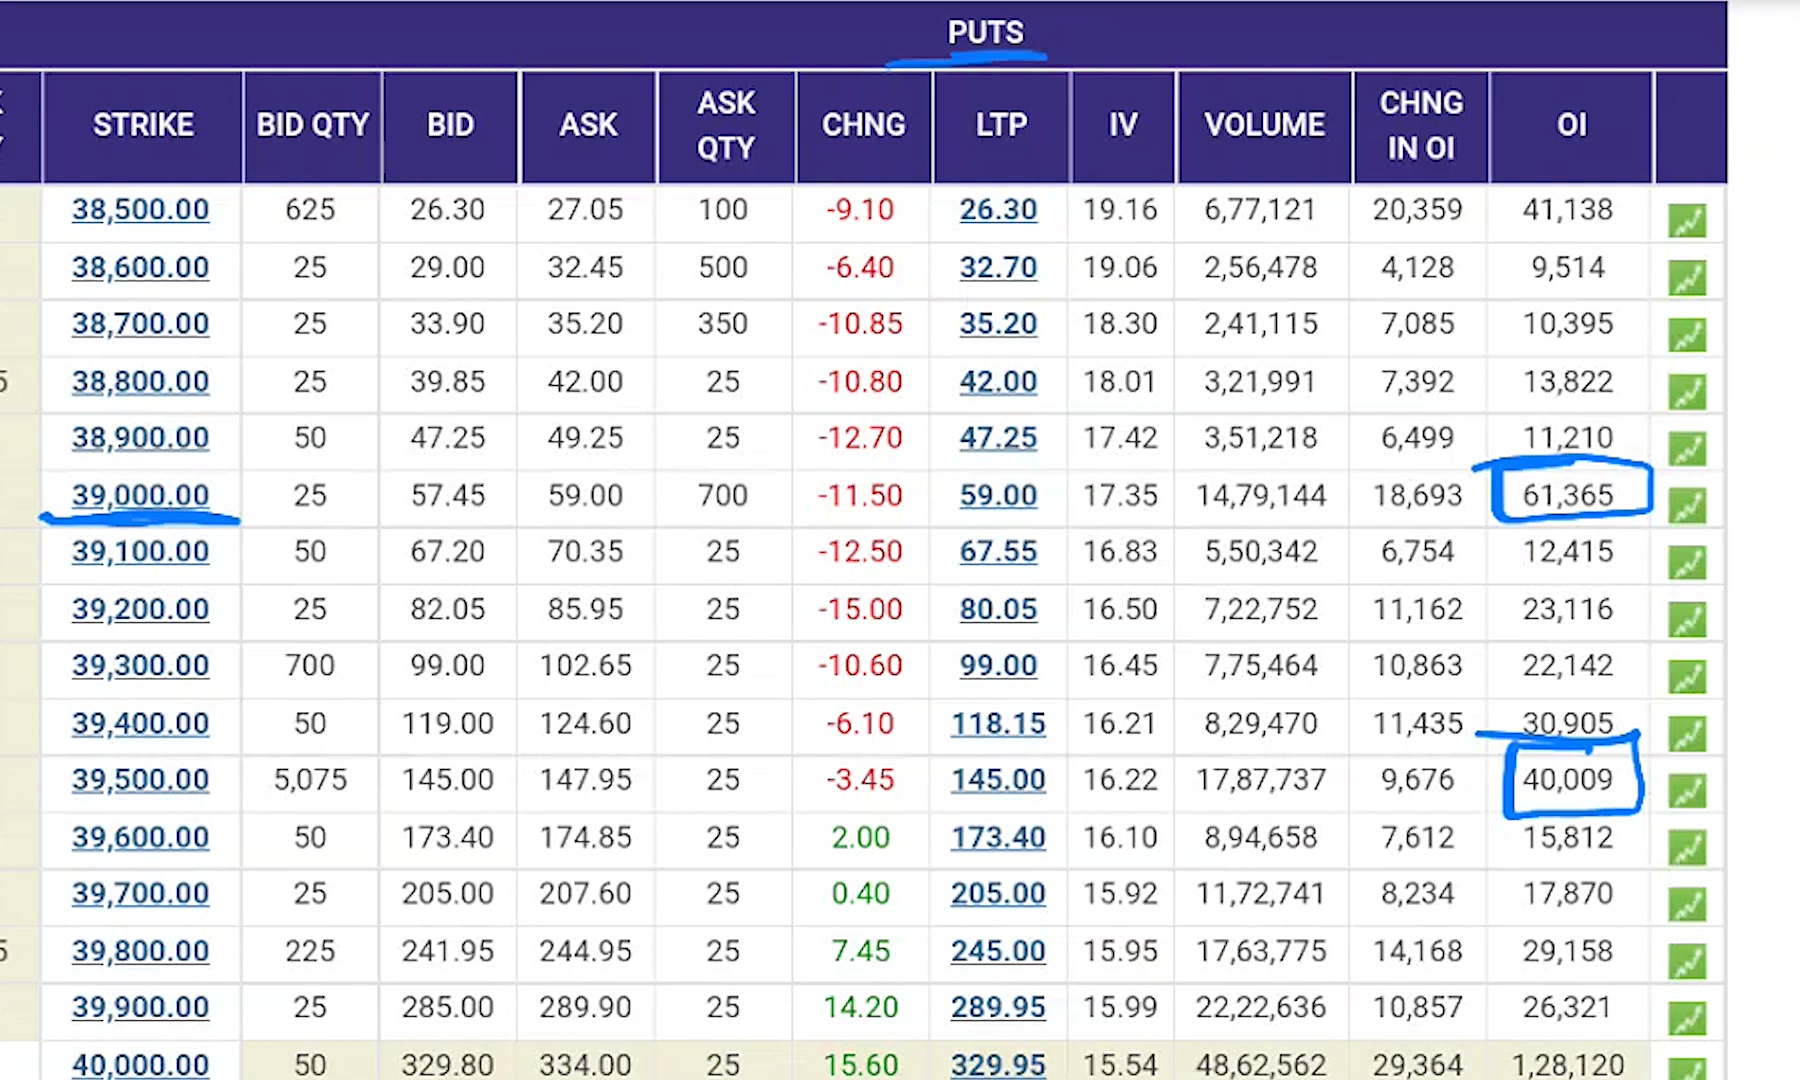 PUTS
STRIKE BID QTY BID ASK ASK QTY CHNG LTP IV VOLUME CHNG IN OI OI
38,500.00 625 26.30 27.05 100 -9.10 26.30 19.16 6,77,121 20,359 41,138
38,600.00 25 29.00 32.45 500 -6.40 32.70 19.06 2,56,478 4,128 9,514
38,700.00 25 33.90 35.20 350 -10.85 35.20 18.30 2,41,115 7,085 10,395
5 38,800.00 25 39.85 42.00 25 -10.80 42.00 18.01 3,21,991 7,392 13,822
38,900.00 50 47.25 49.25 25 -12.70 47.25 17.42 3,51,218 6,499 11,210
39,000.00 25 57.45 59.00 700 -11.50 59.00 17.35 14,79,144 18,693 61,365
39,100.00 50 67.20 70.35 25 -12.50 67.55 16.83 5,50,342 6,754 12,415
39,200.00 25 82.05 85.95 25 -15.00 80.05 16.50 7,22,752 11,162 23,116
39,300.00 700 99.00 102.65 25 -10.60 99.00 16.45 7,75,464 10,863 22,142
39,400.00 50 119.00 124.60 25 -6.10 118.15 16.21 8,29,470 11,435 30,905
39,500.00 5,075 145.00 147.95 25 -3.45 145.00 16.22 17,87,737 9,676 40,009
39,600.00 50 173.40 174.85 25 2.00 173.40 16.10 8,94,658 7,612 15,812
39,700.00 25 205.00 207.60 25 0.40 205.00 15.92 11,72,741 8,234 17,870
5 39,800.00 225 241.95 244.95 25 7.45 245.00 15.95 17,63,775 14,168 29,158
39,900.00 25 285.00 289.90 25 14.20 289.95 15.99 22,22,636 10,857 26,321
40,000.00 50 329.80 334.00 25 15.60 329.95 15.54 48,62,562 29,364 1,28,120